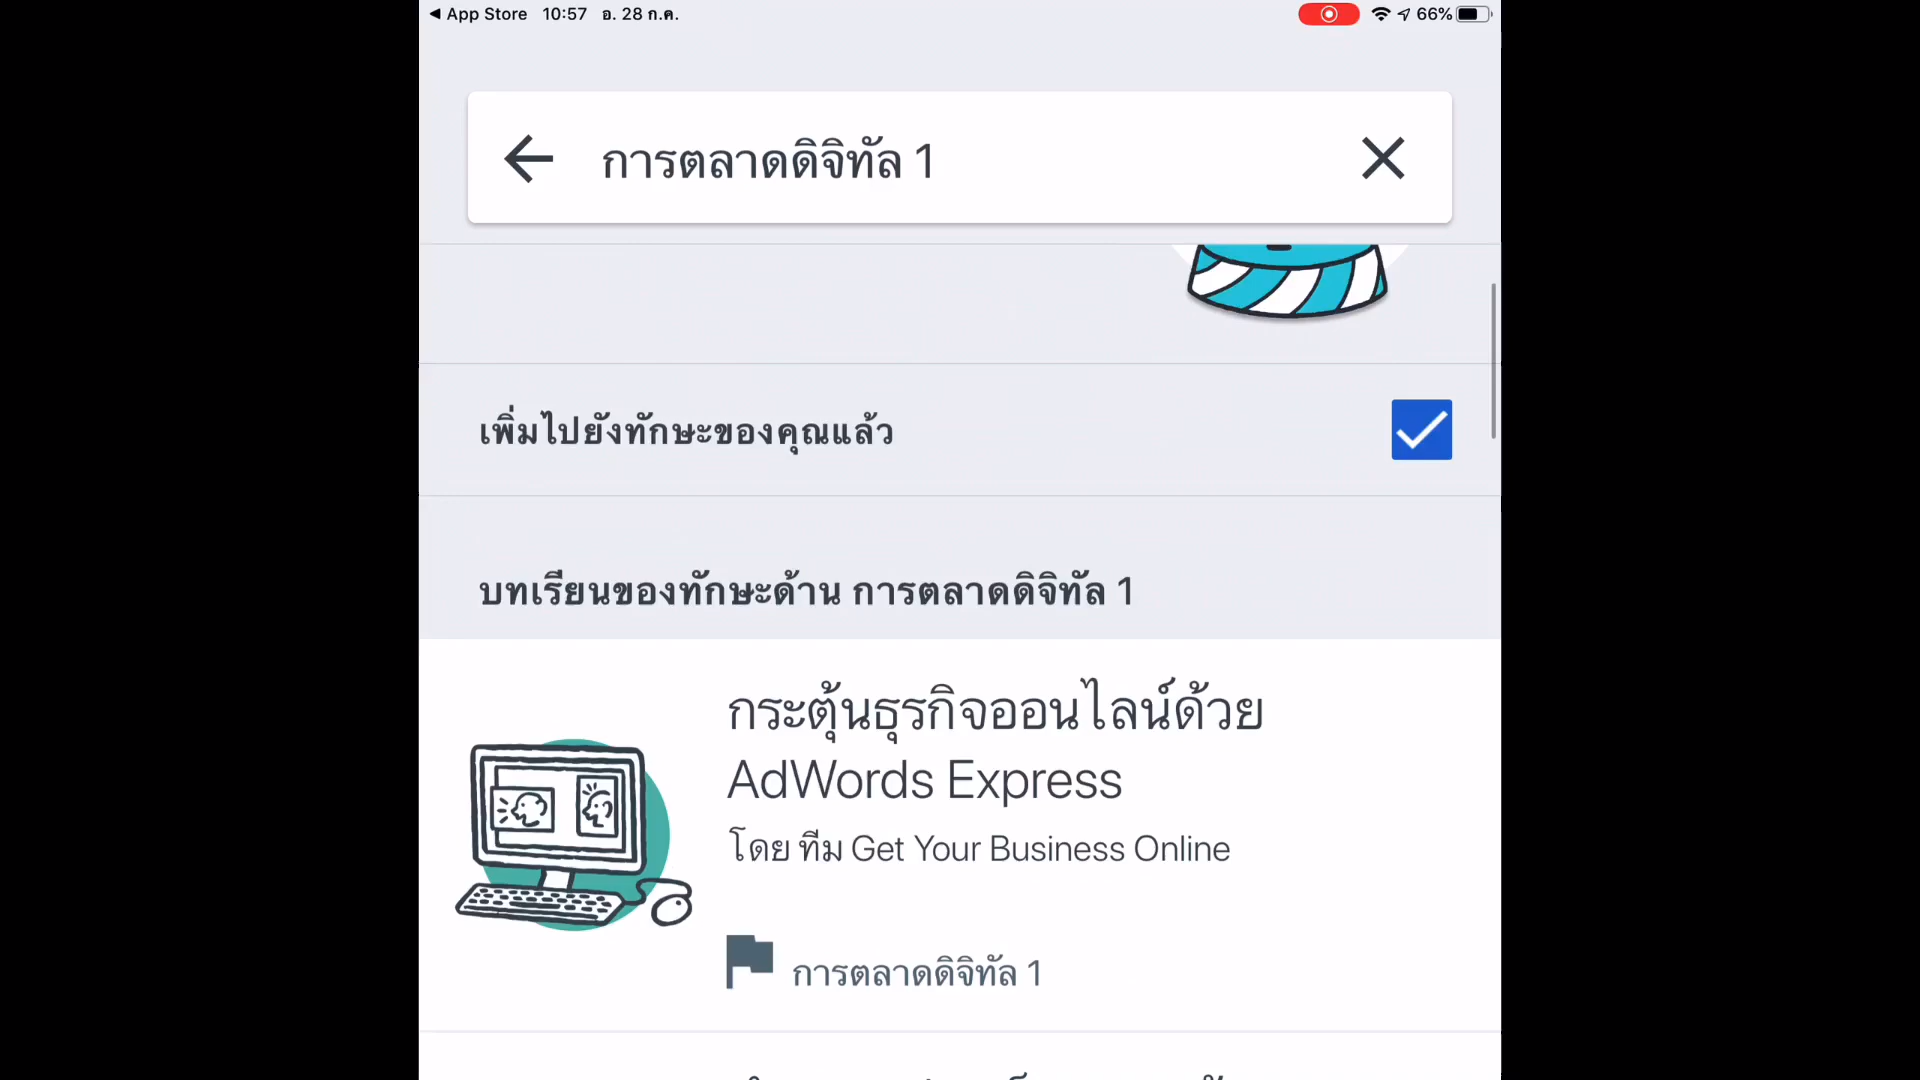 App Store 10:57 อ. 28 ก.ค. 66%
การตลาดดิจิทัล 1
เพิ่มไปยังทักษะของคุณแล้ว
บทเรียนของทักษะด้าน การตลาดดิจิทัล 1
กระตุ้นธุรกิจออนไลน์ด้วย
AdWords Express
โดย ทีม Get Your Business Online
การตลาดดิจิทัล 1